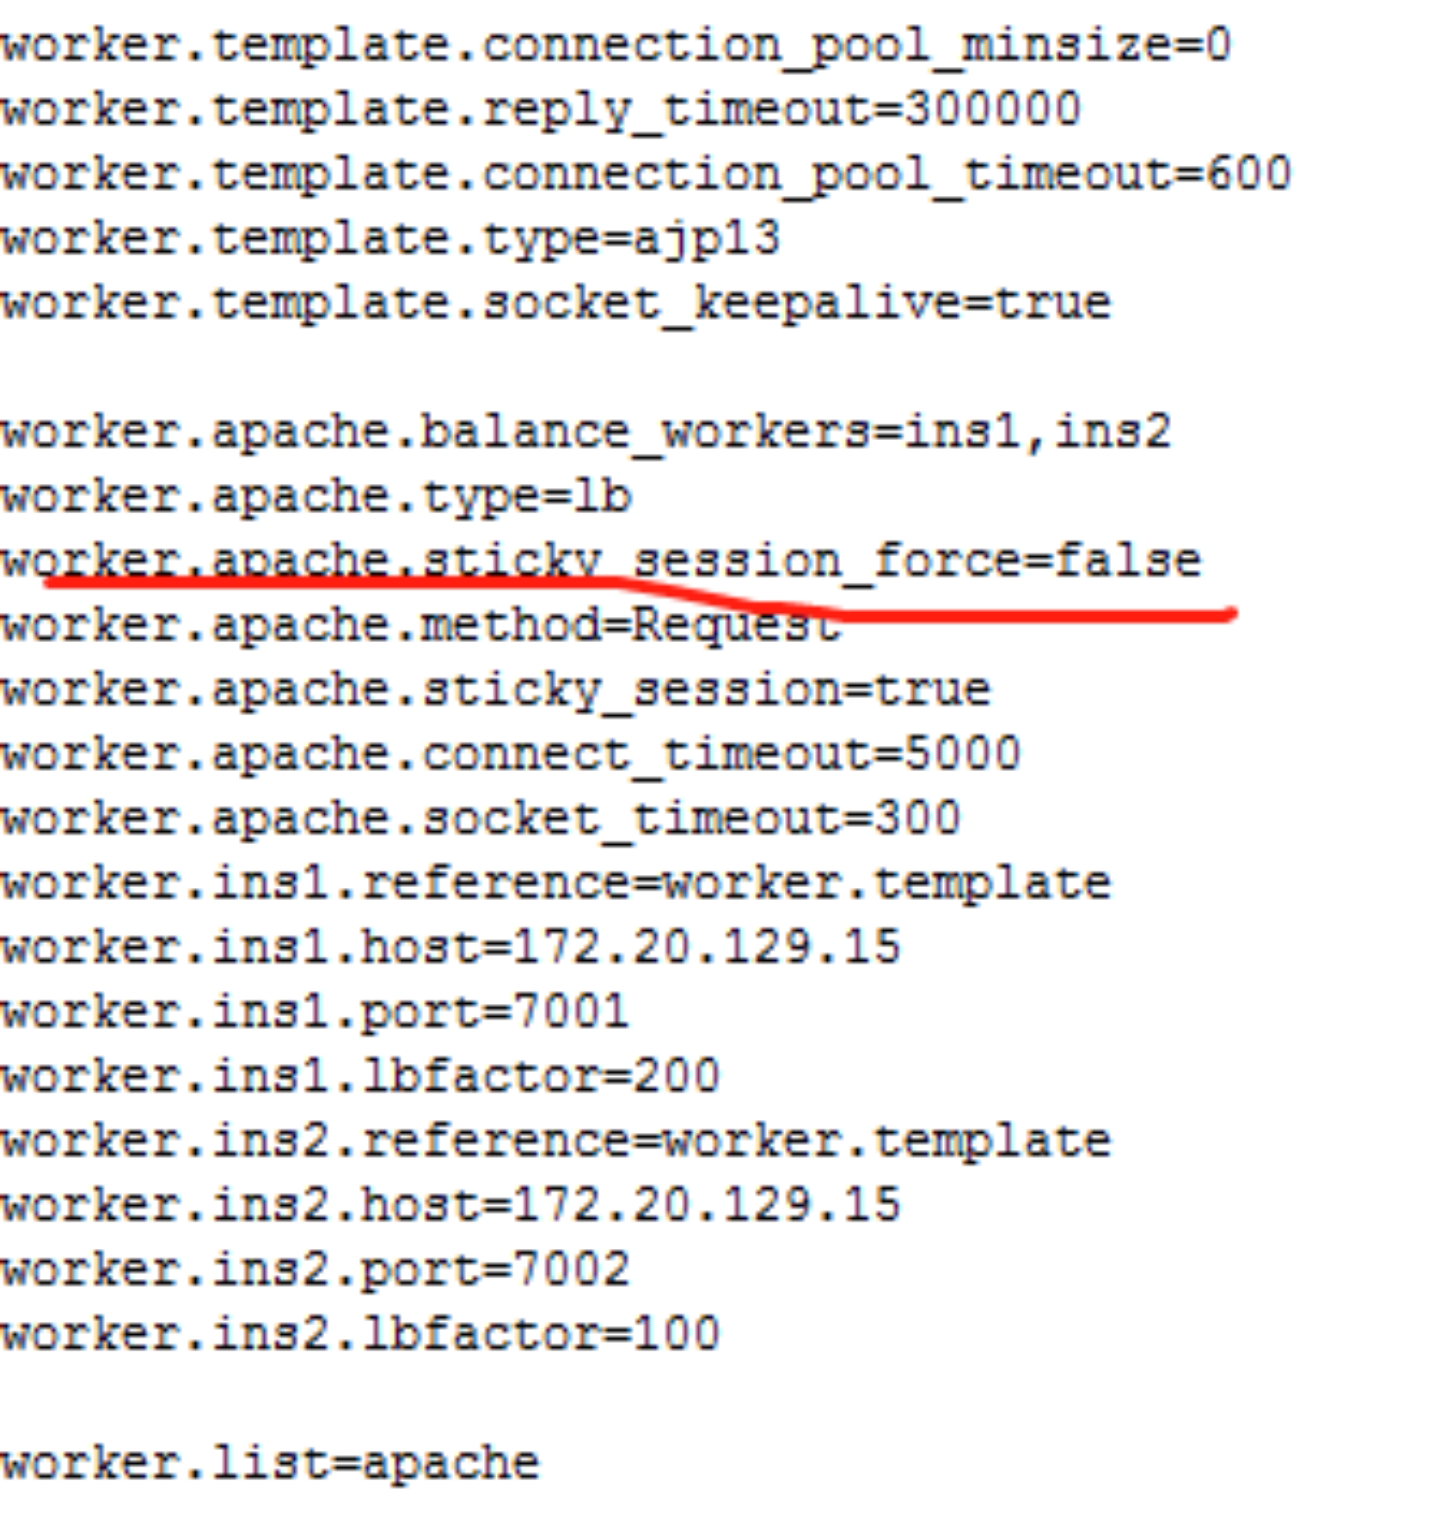 worker.template.connection_pool_minsize=0
worker.template.reply_timeout=300000
worker.template.connection_pool_timeout=600
worker.template.type=ajp13
worker.template.socket_keepalive=true
worker.apache.balance_workers=ins1,ins2
worker.apache.type=lb
worker.apache.sticky_session_force=false
worker.apache.method=Request
worker.apache.sticky_session=true
worker.apache.connect_timeout=5000
worker.apache.socket_timeout=300
worker.ins1.reference=worker.template
worker.ins1.host=172.20.129.15
worker.ins1.port=7001
worker.ins1.lbfactor=200
worker.ins2.reference=worker.template
worker.ins2.host=172.20.129.15
worker.ins2.port=7002
worker.ins2.lbfactor=100
worker.list=apache